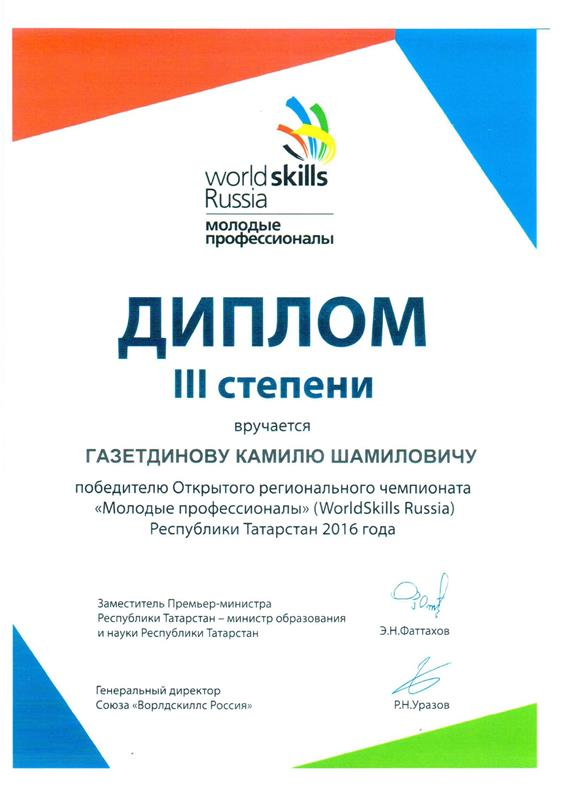 world skills
Russia
молодые
профессионалы
ДИПЛОМ
III степени
вручается
ГАЗЕТДИНОВУ КАМИЛЮ ШАМИЛОВИЧУ
победителю Открытого регионального чемпионата
«Молодые профессионалы» (WorldSkills Russia)
Республики Татарстан 2016 года
Заместитель Премьер-министра
Республики Татарстан – министр образования
и науки Республики Татарстан
Э.Н.Фаттахов
Генеральный директор
Союза «Ворлдскиллс Россия»
Р.Н.Уразов